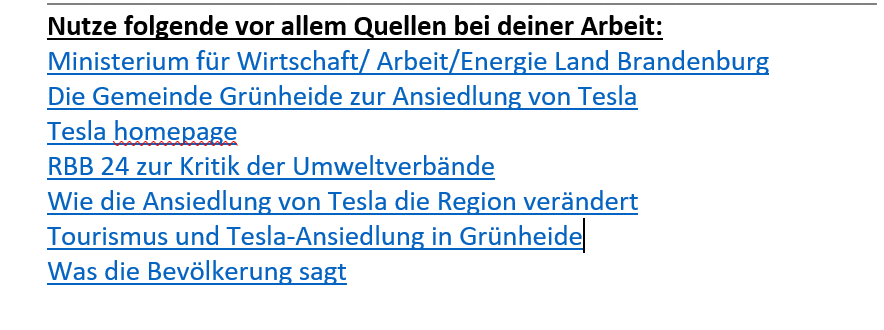 Nutze folgende vor allem Quellen bei deiner Arbeit:
Ministerium für Wirtschaft/ Arbeit/Energie Land Brandenburg
Die Gemeinde Grünheide zur Ansiedlung von Tesla
Tesla homepage
RBB 24 zur Kritik der Umweltverbände
Wie die Ansiedlung von Tesla die Region verändert
Tourismus und Tesla-Ansiedlung in Grünheide
Was die Bevölkerung sagt